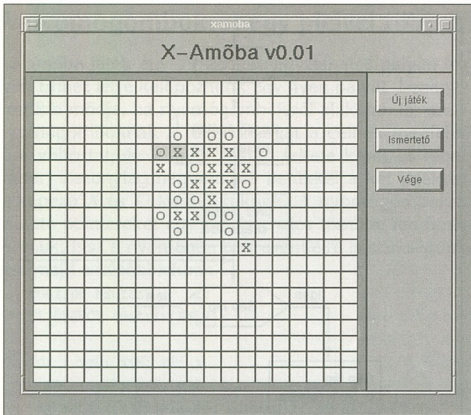 xamoba
X–Amõba v0.01
Új játék
Ismertető
Vége
O O O
O X X X X O
X O X X X
O X X X O
O O X
O X X O O
O O
X